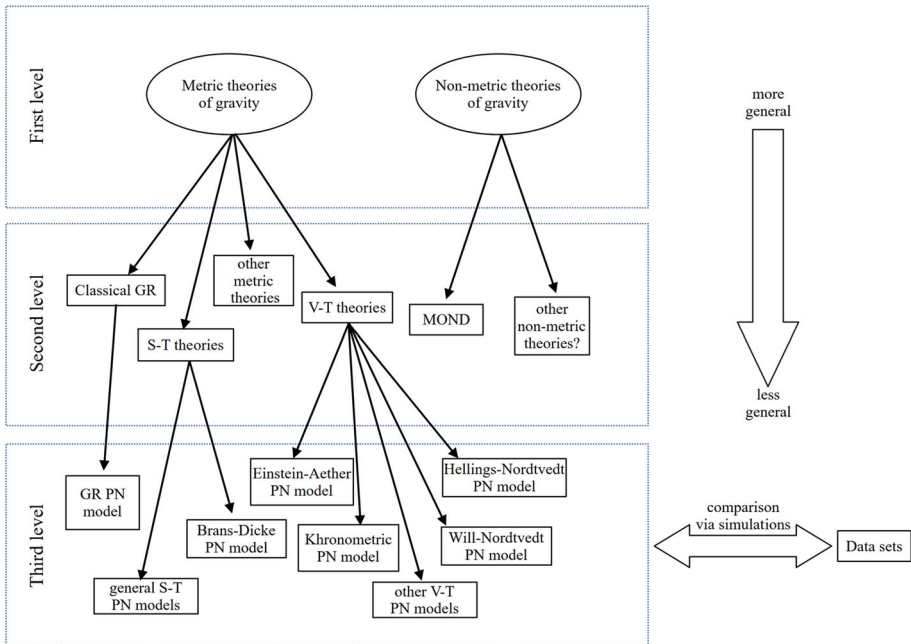 First level
Metric theories
of gravity
Non-metric theories
of gravity
more
general
Second level
Classical GR
other
metric
theories
S-T theories
V-T theories
MOND
other
non-metric
theories?
less
general
Third level
GR PN
model
general S-T
PN models
Brans-Dicke
PN model
Einstein-Aether
PN model
Khronometric
PN model
other V-T
PN models
Will-Nordtvedt
PN model
Hellings-Nordtvedt
PN model
comparison
via simulations
Data sets